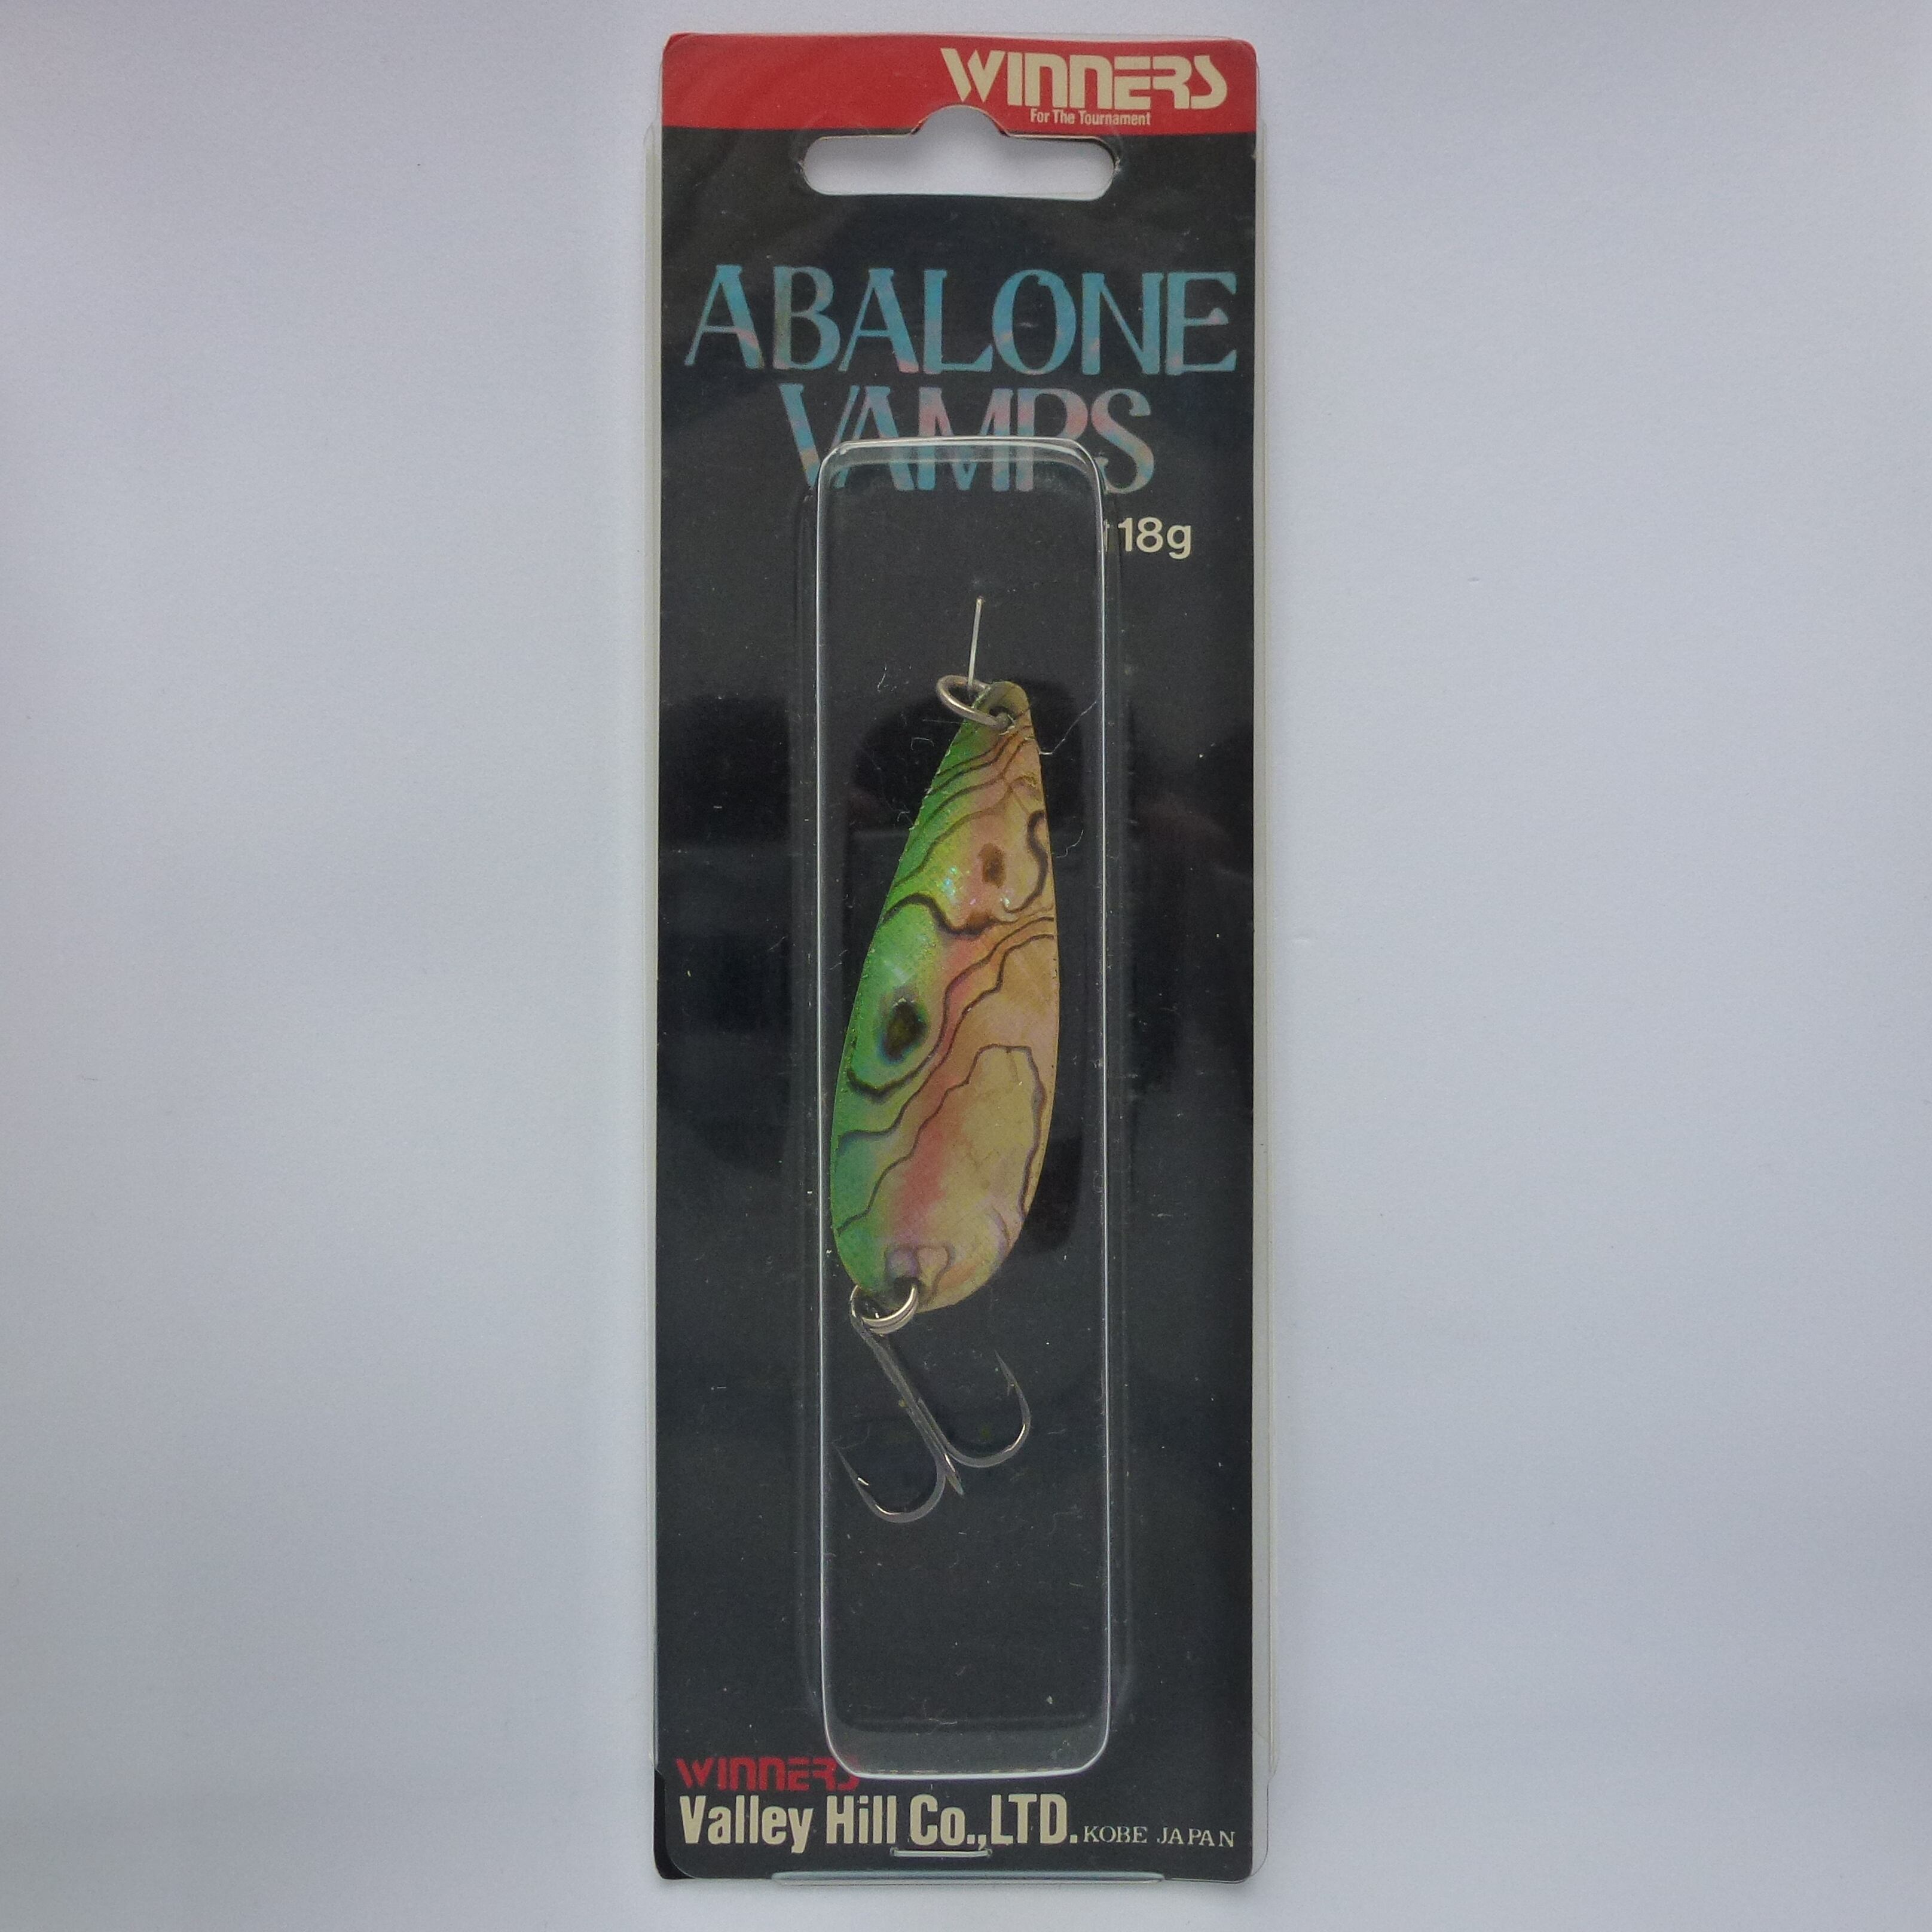 WINNERS
For The Tournament
ABALONE
VAMPS
18g
WINNERS
Valley Hill Co.,LTD. KOBE JAPAN